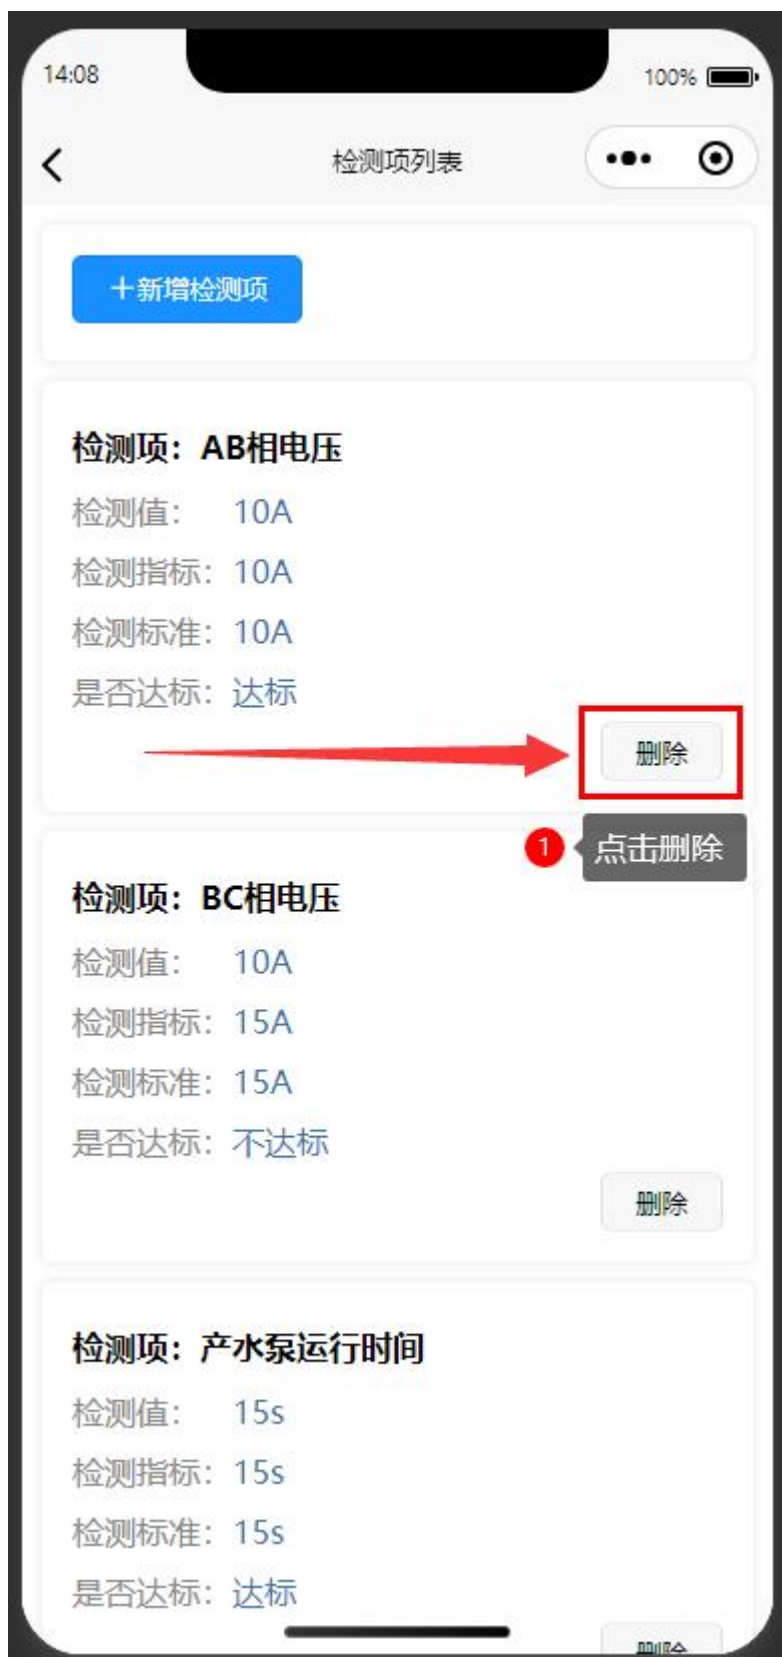 14:08
100%
检测项列表
＋新增检测项
检测项：AB相电压
检测值：10A
检测指标：10A
检测标准：10A
是否达标：达标
删除
1 点击删除
检测项：BC相电压
检测值：10A
检测指标：15A
检测标准：15A
是否达标：不达标
删除
检测项：产水泵运行时间
检测值：15s
检测指标：15s
检测标准：15s
是否达标：达标
删除